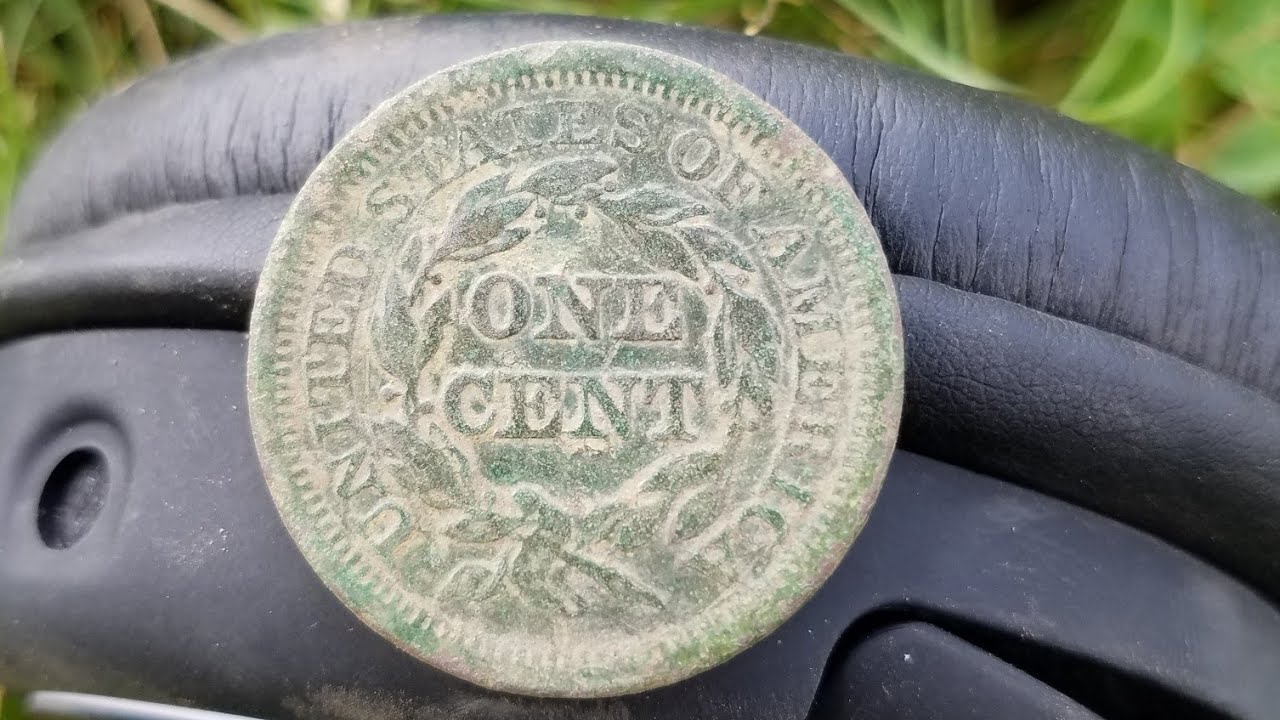 UNITED STATES OF AMERICA
ONE
CENT